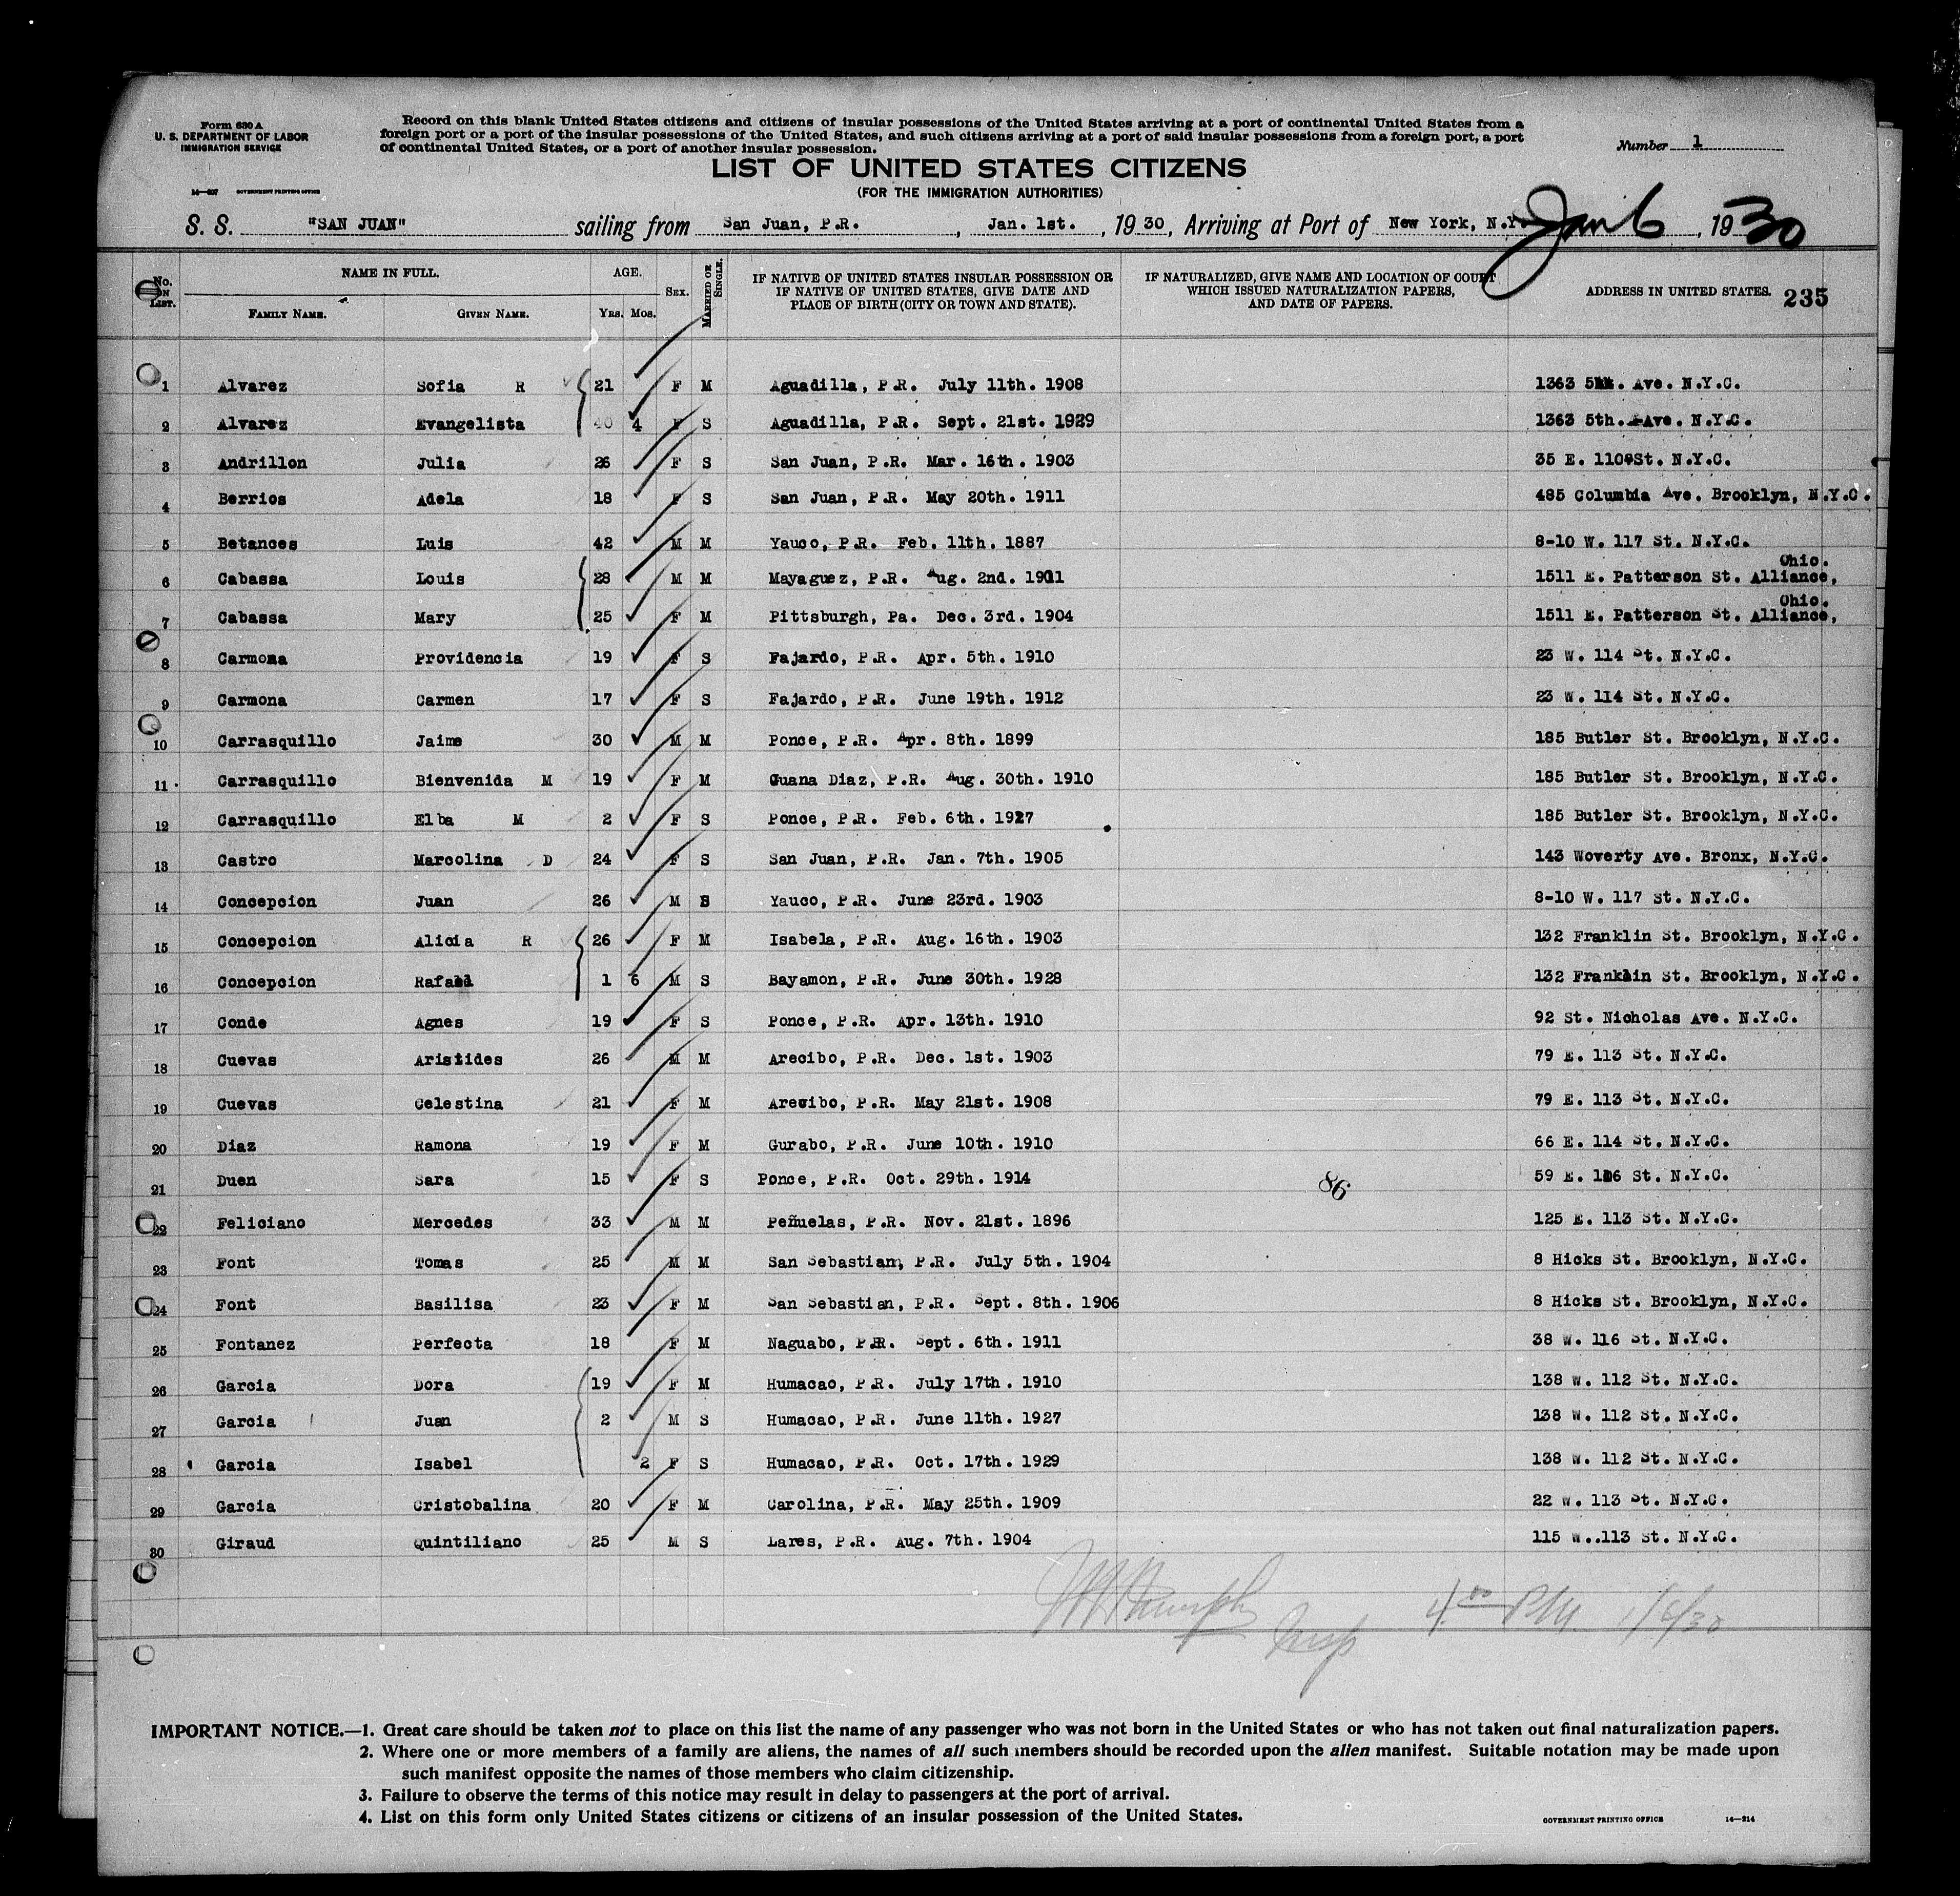 Form 630 A
U. S. DEPARTMENT OF LABOR
IMMIGRATION SERVICE
14—607 GOVERNMENT PRINTING OFFICE
Record on this blank United States citizens and citizens of insular possessions of the United States arriving at a port of continental United States from a
foreign port or a port of the insular possessions of the United States, and such citizens arriving at a port of said insular possessions from a foreign port, a port
of continental United States, or a port of another insular possession.
Number 1
LIST OF UNITED STATES CITIZENS
(FOR THE IMMIGRATION AUTHORITIES)
S. S. "SAN JUAN" sailing from San Juan, P.R. , Jan. 1st. , 19 30, Arriving at Port of New York, N.Y. Jan 6 , 19 30
No. ON LIST. NAME IN FULL. FAMILY NAME. GIVEN NAME. AGE. YRS. MOS. SEX. MARRIED OR SINGLE. IF NATIVE OF UNITED STATES INSULAR POSSESSION OR IF NATIVE OF UNITED STATES, GIVE DATE AND PLACE OF BIRTH (CITY OR TOWN AND STATE). IF NATURALIZED, GIVE NAME AND LOCATION OF COURT WHICH ISSUED NATURALIZATION PAPERS, AND DATE OF PAPERS. ADDRESS IN UNITED STATES. 235
1 Alvarez Sofia R 21 F M Aguadilla, P.R. July 11th. 1908 1363 5th. Ave. N.Y.C.
2 Alvarez Evangelista 4 F S Aguadilla, P.R. Sept. 21st. 1929 1363 5th. Ave. N.Y.C.
3 Andrillon Julia 26 F S San Juan, P.R. Mar. 16th. 1903 35 E. 110 St. N.Y.C.
4 Berrios Adela 18 F S San Juan, P.R. May 20th. 1911 485 Columbia Ave. Brooklyn, N.Y.C.
5 Betances Luis 42 M M Yauco, P.R. Feb. 11th. 1887 8-10 W. 117 St. N.Y.C.
6 Cabassa Louis 28 M M Mayaguez, P.R. Aug. 2nd. 1901 1511 E. Patterson St. Alliance, Ohio.
7 Cabassa Mary 25 F M Pittsburgh, Pa. Dec. 3rd. 1904 1511 E. Patterson St. Alliance, Ohio.
8 Carmona Providencia 19 F S Fajardo, P.R. Apr. 5th. 1910 23 W. 114 St. N.Y.C.
9 Carmona Carmen 17 F S Fajardo, P.R. June 19th. 1912 23 W. 114 St. N.Y.C.
10 Carrasquillo Jaime 30 M M Ponce, P.R. Apr. 8th. 1899 185 Butler St. Brooklyn, N.Y.C.
11 Carrasquillo Bienvenida M 19 F M Guana Diaz, P.R. Aug. 30th. 1910 185 Butler St. Brooklyn, N.Y.C.
12 Carrasquillo Elba M 2 F S Ponce, P.R. Feb. 6th. 1927 185 Butler St. Brooklyn, N.Y.C.
13 Castro Marcolina D 24 F S San Juan, P.R. Jan. 7th. 1905 143 Woverty Ave. Bronx, N.Y.C.
14 Concepcion Juan 26 M S Yauco, P.R. June 23rd. 1903 8-10 W. 117 St. N.Y.C.
15 Concepcion Alicia R 26 F M Isabela, P.R. Aug. 16th. 1903 132 Franklin St. Brooklyn, N.Y.C.
16 Concepcion Rafael 1 6 M S Bayamon, P.R. June 30th. 1928 132 Franklin St. Brooklyn, N.Y.C.
17 Conde Agnes 19 F S Ponce, P.R. Apr. 13th. 1910 92 St. Nicholas Ave. N.Y.C.
18 Cuevas Aristides 26 M M Arecibo, P.R. Dec. 1st. 1903 79 E. 113 St. N.Y.C.
19 Cuevas Celestina 21 F M Arecibo, P.R. May 21st. 1908 79 E. 113 St. N.Y.C.
20 Diaz Ramona 19 F M Gurabo, P.R. June 10th. 1910 66 E. 114 St. N.Y.C.
21 Duen Sara 15 F S Ponce, P.R. Oct. 29th. 1914 86 59 E. 106 St. N.Y.C.
22 Feliciano Mercedes 33 M M Peñuelas, P.R. Nov. 21st. 1896 125 E. 113 St. N.Y.C.
23 Font Tomas 25 M M San Sebastian, P.R. July 5th. 1904 8 Hicks St. Brooklyn, N.Y.C.
24 Font Basilisa 23 F M San Sebastian, P.R. Sept. 8th. 1906 8 Hicks St. Brooklyn, N.Y.C.
25 Fontanez Perfecta 18 F M Naguabo, P.R. Sept. 6th. 1911 38 W. 116 St. N.Y.C.
26 Garcia Dora 19 F M Humacao, P.R. July 17th. 1910 138 W. 112 St. N.Y.C.
27 Garcia Juan 2 M S Humacao, P.R. June 11th. 1927 138 W. 112 St. N.Y.C.
28 Garcia Isabel 2 F S Humacao, P.R. Oct. 17th. 1929 138 W. 112 St. N.Y.C.
29 Garcia Cristobalina 20 F M Carolina, P.R. May 25th. 1909 22 W. 113 St. N.Y.C.
30 Giraud Quintiliano 25 M S Lares, P.R. Aug. 7th. 1904 115 W..113 St. N.Y.C.
Murphy Insp 4.00 P.M. 1/6/30
IMPORTANT NOTICE.—1. Great care should be taken not to place on this list the name of any passenger who was not born in the United States or who has not taken out final naturalization papers.
2. Where one or more members of a family are aliens, the names of all such members should be recorded upon the alien manifest. Suitable notation may be made upon
such manifest opposite the names of those members who claim citizenship.
3. Failure to observe the terms of this notice may result in delay to passengers at the port of arrival.
4. List on this form only United States citizens or citizens of an insular possession of the United States.
GOVERNMENT PRINTING OFFICE 14—214